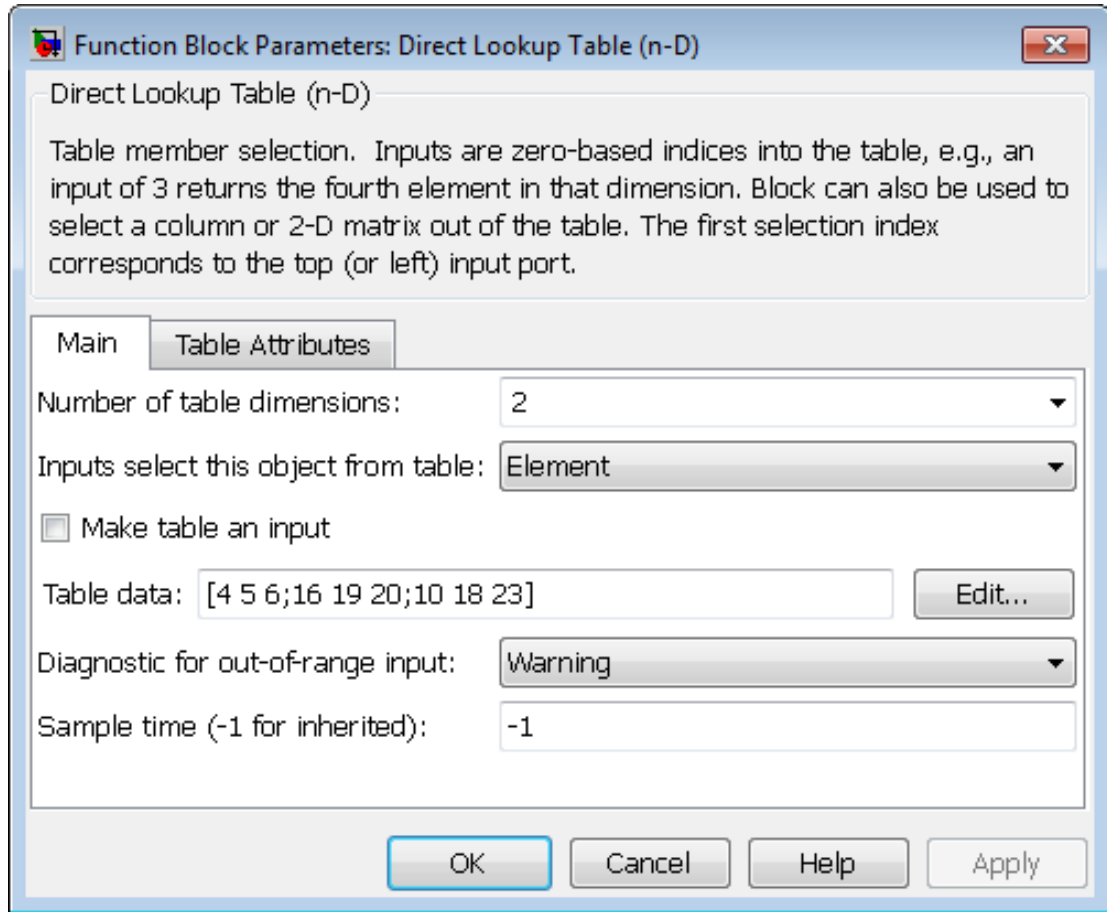 Function Block Parameters: Direct Lookup Table (n-D)
Direct Lookup Table (n-D)
Table member selection.  Inputs are zero-based indices into the table, e.g., an
input of 3 returns the fourth element in that dimension. Block can also be used to
select a column or 2-D matrix out of the table. The first selection index
corresponds to the top (or left) input port.
Main Table Attributes
Number of table dimensions: 2
Inputs select this object from table: Element
Make table an input
Table data: [4 5 6;16 19 20;10 18 23] Edit...
Diagnostic for out-of-range input: Warning
Sample time (-1 for inherited): -1
OK Cancel Help Apply